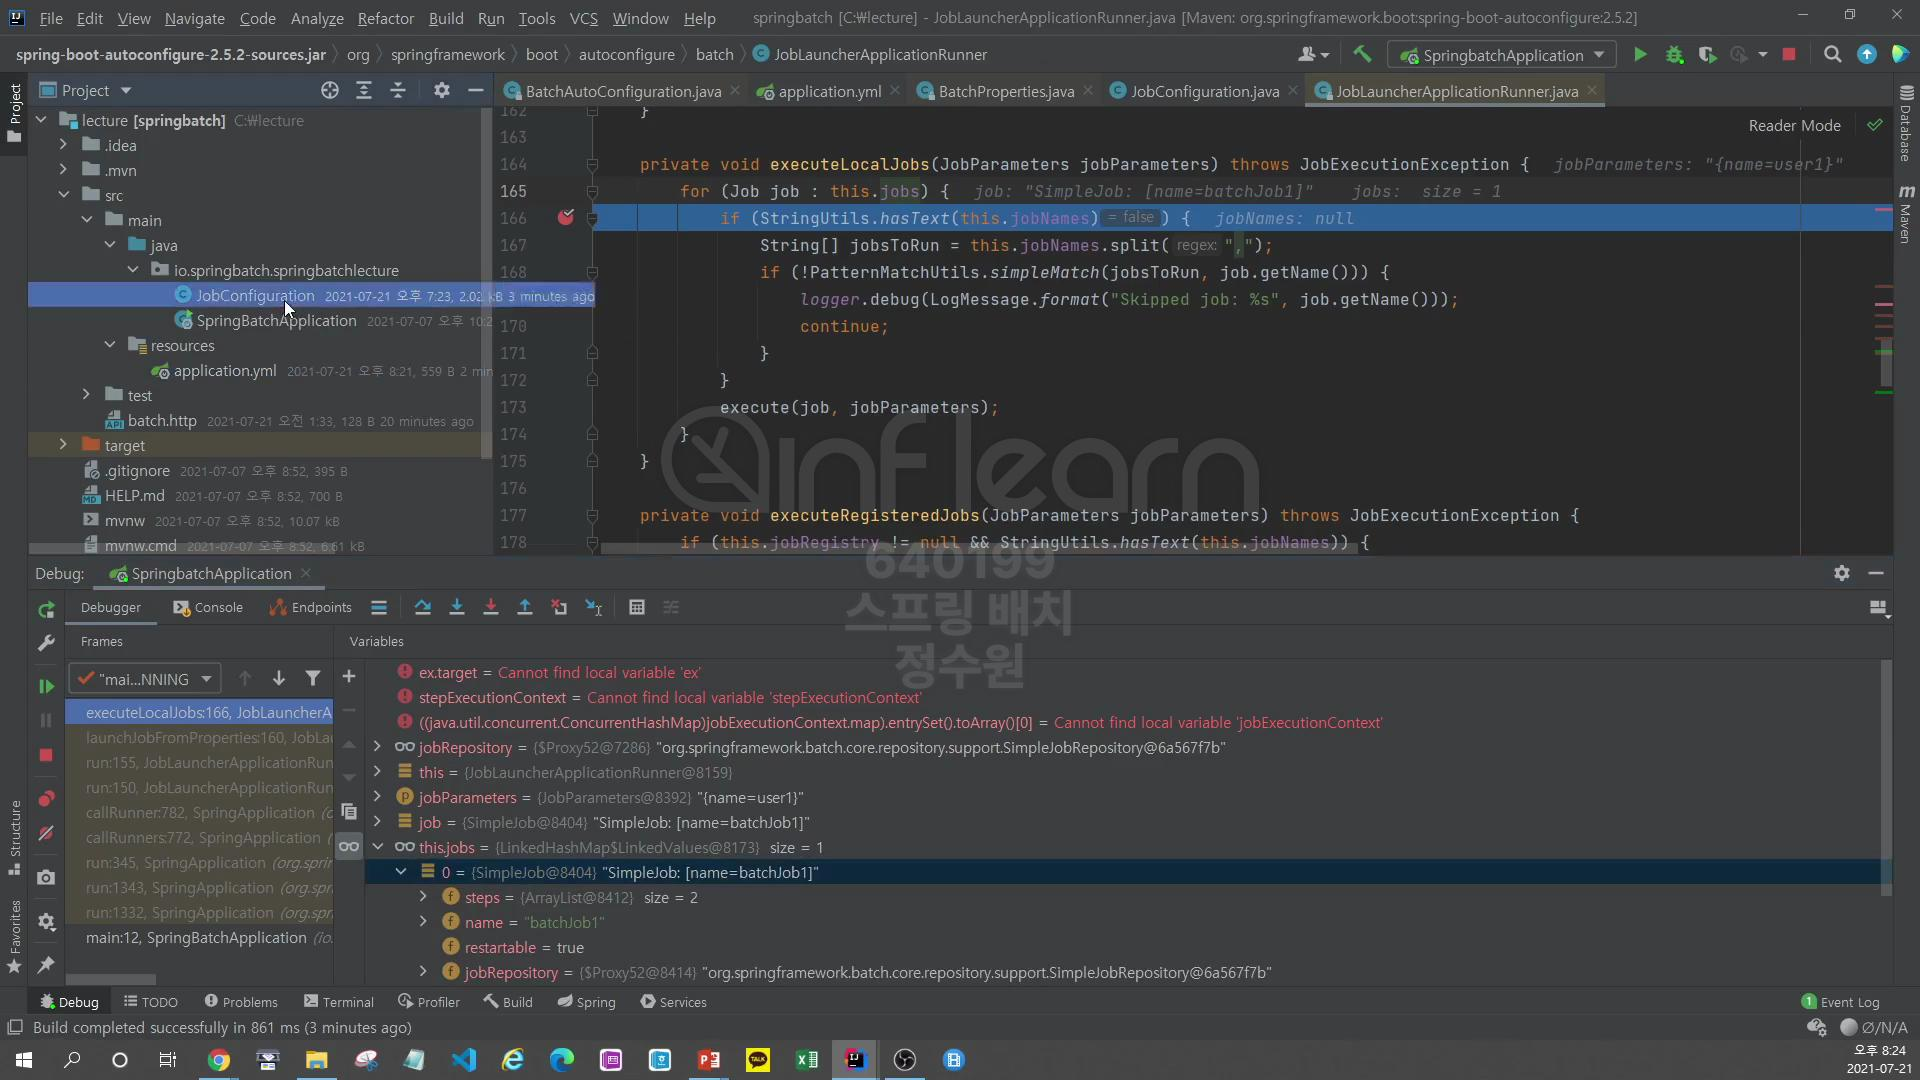 File Edit View Navigate Code Analyze Refactor Build Run Tools VCS Window Help springbatch [C:₩lecture] - JobLauncherApplicationRunner.java [Maven: org.springframework.boot:spring-boot-autoconfigure:2.5.2]
spring-boot-autoconfigure-2.5.2-sources.jar org springframework boot autoconfigure batch JobLauncherApplicationRunner SpringbatchApplication
Project BatchAutoConfiguration.java application.yml BatchProperties.java JobConfiguration.java JobLauncherApplicationRunner.java
Project
Database
Maven
Structure
Favorites
Reader Mode
lecture [springbatch] C:₩lecture
.idea
.mvn
src
main
java
io.springbatch.springbatchlecture
JobConfiguration 2021-07-21 오후 7:23, 2.02 kB 3 minutes ago
SpringBatchApplication 2021-07-07 오후 10:2
resources
application.yml 2021-07-21 오후 8:21, 559 B 2 min
test
batch.http 2021-07-21 오전 1:33, 128 B 20 minutes ago
target
.gitignore 2021-07-07 오후 8:52, 395 B
HELP.md 2021-07-07 오후 8:52, 700 B
mvnw 2021-07-07 오후 8:52, 10.07 kB
mvnw.cmd 2021-07-07 오후 8:52, 6.61 kB
162 }
163
164 private void executeLocalJobs(JobParameters jobParameters) throws JobExecutionException { jobParameters: "{name=user1}"
165 for (Job job : this.jobs) { job: "SimpleJob: [name=batchJob1]" jobs: size = 1
166 if (StringUtils.hasText(this.jobNames) = false ) { jobNames: null
167 String[] jobsToRun = this.jobNames.split( regex: ",");
168 if (!PatternMatchUtils.simpleMatch(jobsToRun, job.getName())) {
logger.debug(LogMessage.format("Skipped job: %s", job.getName()));
170 continue;
171 }
172 }
173 execute(job, jobParameters);
174 }
175 }
176
177 private void executeRegisteredJobs(JobParameters jobParameters) throws JobExecutionException {
178 if (this.jobRegistry != null && StringUtils.hasText(this.jobNames)) {
inflearn
640199
스프링 배치
정수원
Debug: SpringbatchApplication
Debugger Console Endpoints
Frames Variables
"mai...NNING
executeLocalJobs:166, JobLauncherA
launchJobFromProperties:160, JobLau
run:155, JobLauncherApplicationRun
run:150, JobLauncherApplicationRun
callRunner:782, SpringApplication (o
callRunners:772, SpringApplication (
run:345, SpringApplication (org.sprin
run:1343, SpringApplication (org.spr
run:1332, SpringApplication (org.spr
main:12, SpringBatchApplication (io.
ex.target = Cannot find local variable 'ex'
stepExecutionContext = Cannot find local variable 'stepExecutionContext'
((java.util.concurrent.ConcurrentHashMap)jobExecutionContext.map).entrySet().toArray()[0] = Cannot find local variable 'jobExecutionContext'
jobRepository = {$Proxy52@7286} "org.springframework.batch.core.repository.support.SimpleJobRepository@6a567f7b"
this = {JobLauncherApplicationRunner@8159}
jobParameters = {JobParameters@8392} "{name=user1}"
job = {SimpleJob@8404} "SimpleJob: [name=batchJob1]"
this.jobs = {LinkedHashMap$LinkedValues@8173} size = 1
0 = {SimpleJob@8404} "SimpleJob: [name=batchJob1]"
steps = {ArrayList@8412} size = 2
name = "batchJob1"
restartable = true
jobRepository = {$Proxy52@8414} "org.springframework.batch.core.repository.support.SimpleJobRepository@6a567f7b"
Debug TODO Problems Terminal Profiler Build Spring Services 1 Event Log
Build completed successfully in 861 ms (3 minutes ago) Ø/N/A
오후 8:24
2021-07-21